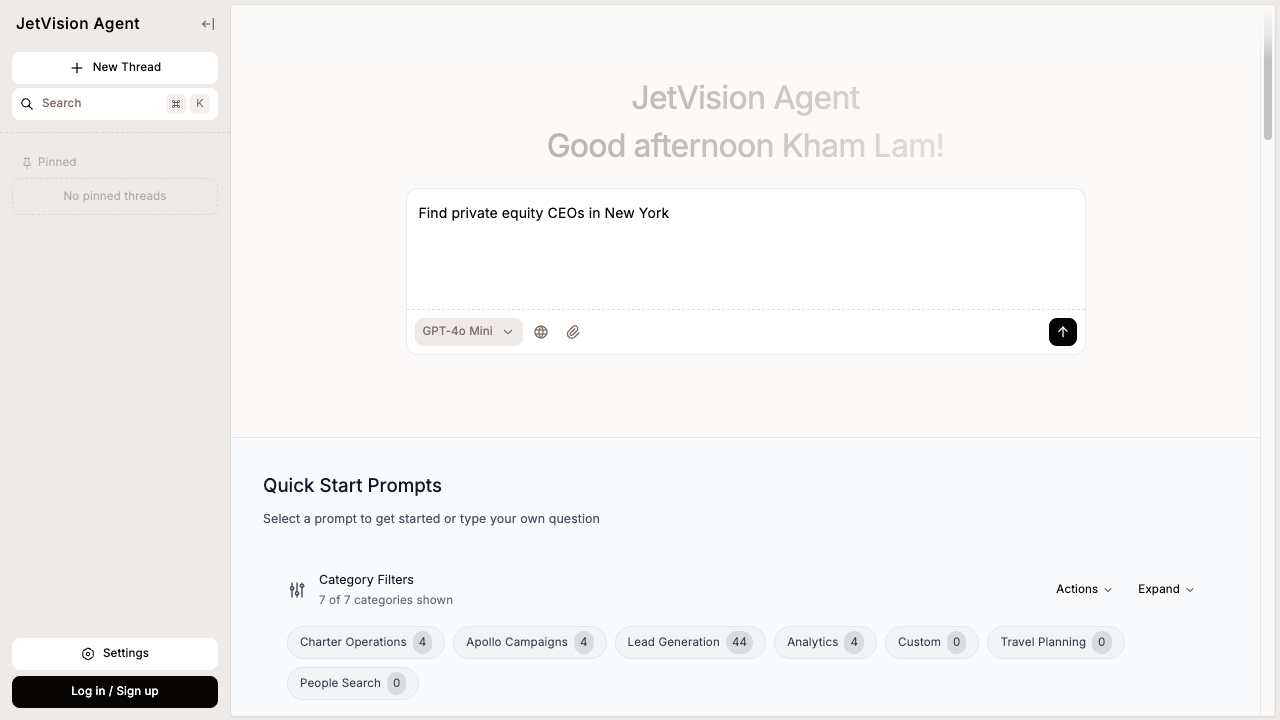 JetVision Agent
New Thread
Search ⌘ K
Pinned
No pinned threads
Settings
Log in / Sign up
JetVision Agent
Good afternoon Kham Lam!
Find private equity CEOs in New York
GPT-4o Mini
Quick Start Prompts
Select a prompt to get started or type your own question
Category Filters
7 of 7 categories shown
Actions
Expand
Charter Operations 4 Apollo Campaigns 4 Lead Generation 44 Analytics 4 Custom 0 Travel Planning 0
People Search 0